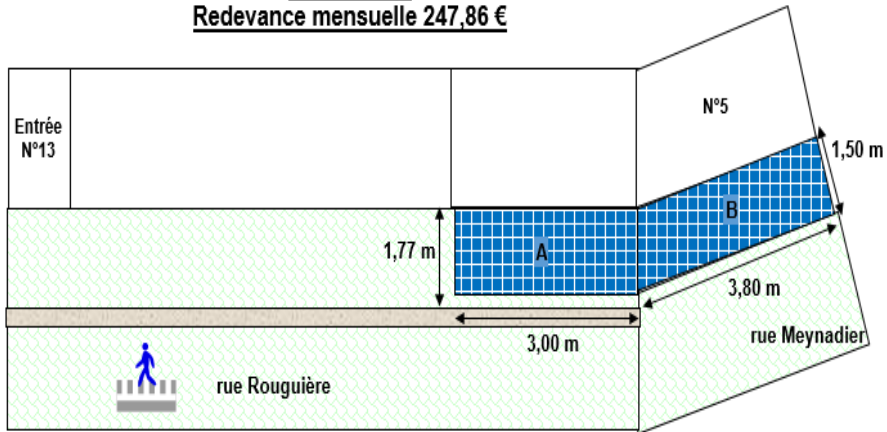 Redevance mensuelle 247,86 €
N°5
Entrée
N°13
1,50 m
B
A
1,77 m
3,80 m
3,00 m
rue Meynadier
rue Rouguière